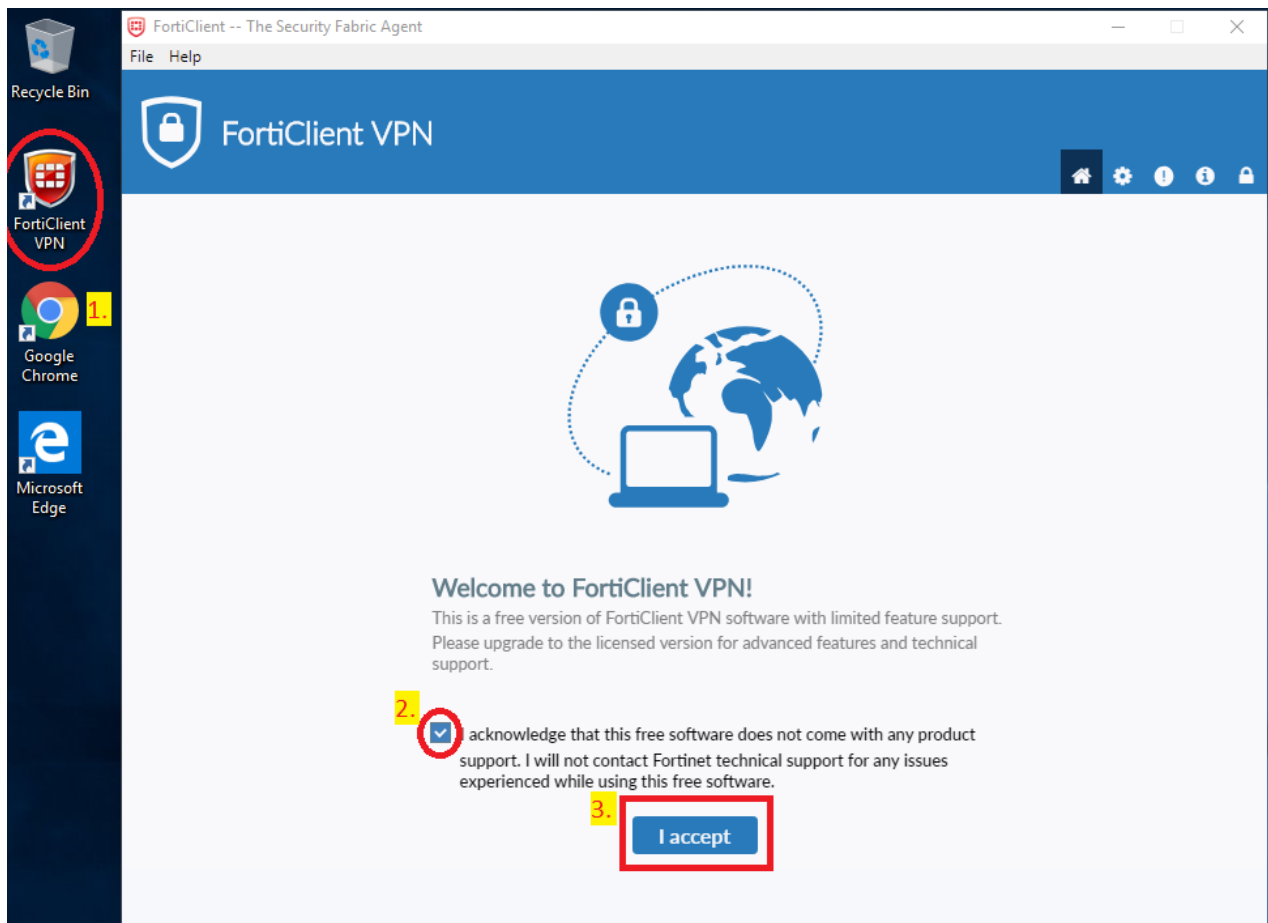 Recycle Bin
FortiClient
VPN
1.
Google
Chrome
Microsoft
Edge
FortiClient -- The Security Fabric Agent
File Help
FortiClient VPN
Welcome to FortiClient VPN!
This is a free version of FortiClient VPN software with limited feature support.
Please upgrade to the licensed version for advanced features and technical
support.
2.
I acknowledge that this free software does not come with any product
support. I will not contact Fortinet technical support for any issues
experienced while using this free software.
3.
I accept